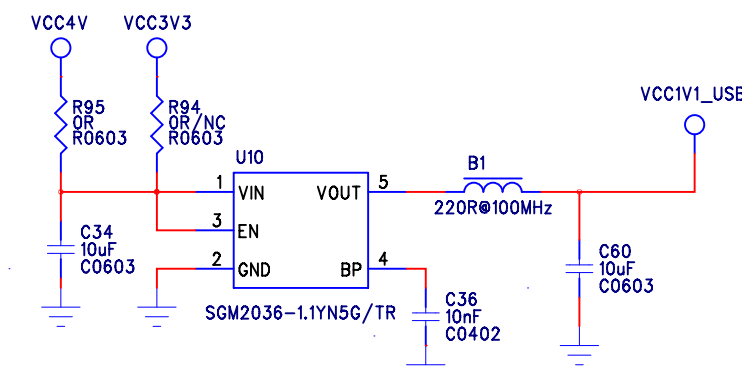 VCC4V
VCC3V3
R95
0R
R0603
R94
0R/NC
R0603
VCC1V1_USB
U10
B1
1
VIN
VOUT
5
220R@100MHz
3
EN
2
GND
BP
4
C34
10uF
C0603
C60
10uF
C0603
SGM2036-1.1YN5G/TR
C36
10nF
C0402